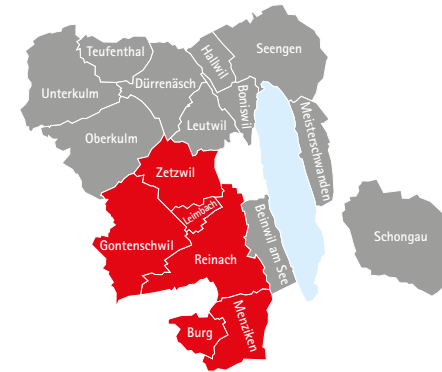 Seengen
Teufenthal
Hallwil
Dürrenäsch
Unterkulm
Boniswil
Meisterschwanden
Leutwil
Oberkulm
Zetzwil
Leimbach
Beinwil am See
Schongau
Gontenschwil
Reinach
Menziken
Burg